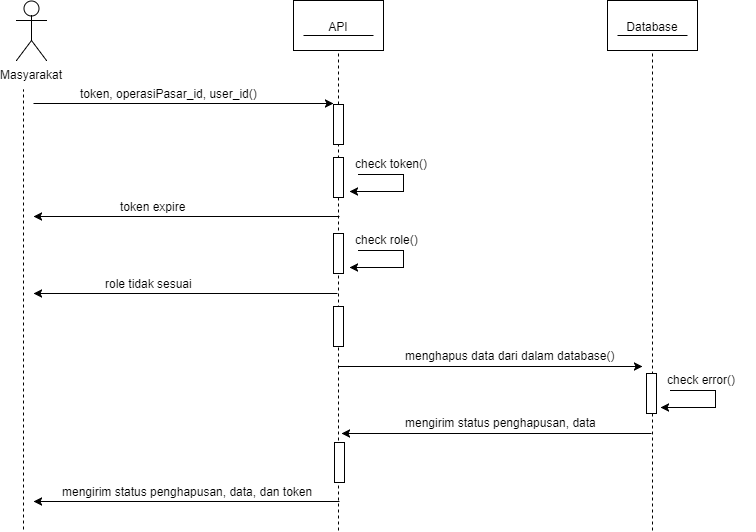 API
Database
Masyarakat
token, operasiPasar_id, user_id()
check token()
token expire
check role()
role tidak sesuai
menghapus data dari dalam database()
check error()
mengirim status penghapusan, data
mengirim status penghapusan, data, dan token